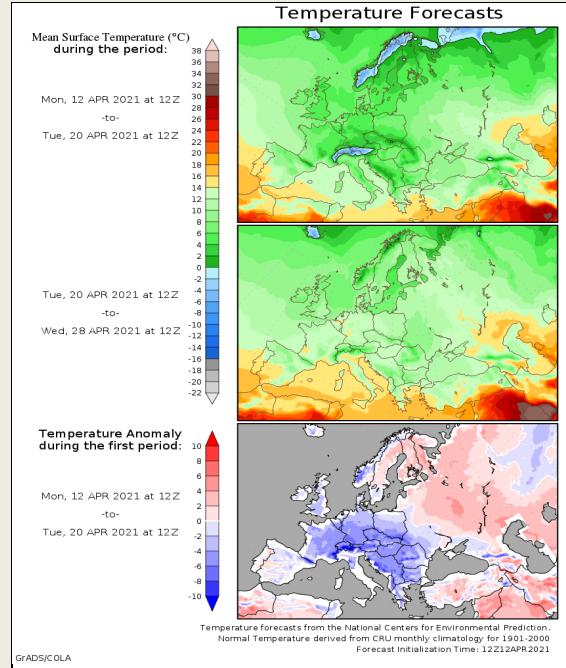 Temperature Forecasts
Mean Surface Temperature (°C)
during the period:
Mon, 12 APR 2021 at 12Z
-to-
Tue, 20 APR 2021 at 12Z
38
36
34
32
30
28
26
24
22
20
18
16
14
12
10
8
6
4
2
0
-2
-4
-6
-8
-10
-12
-14
-16
-18
-20
-22
Tue, 20 APR 2021 at 12Z
-to-
Wed, 28 APR 2021 at 12Z
Temperature Anomaly
during the first period:
Mon, 12 APR 2021 at 12Z
-to-
Tue, 20 APR 2021 at 12Z
10
8
6
4
2
0
-2
-4
-6
-8
-10
Temperature forecasts from the National Centers for Environmental Prediction.
Normal Temperature derived from CRU monthly climatology for 1901-2000
Forecast Initialization Time: 12Z12APR2021
GrADS/COLA